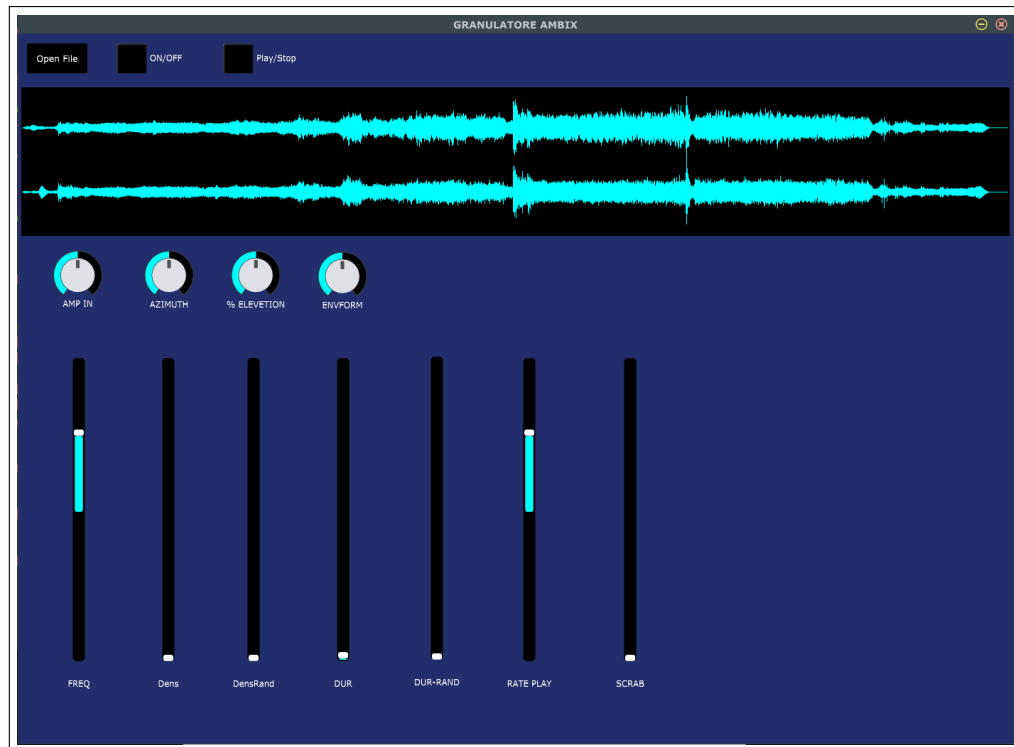 GRANULATORE AMBIX
Open File ON/OFF Play/Stop
AMP IN AZIMUTH % ELEVETION ENVFORM
FREQ Dens DensRand DUR DUR-RAND RATE PLAY SCRAB